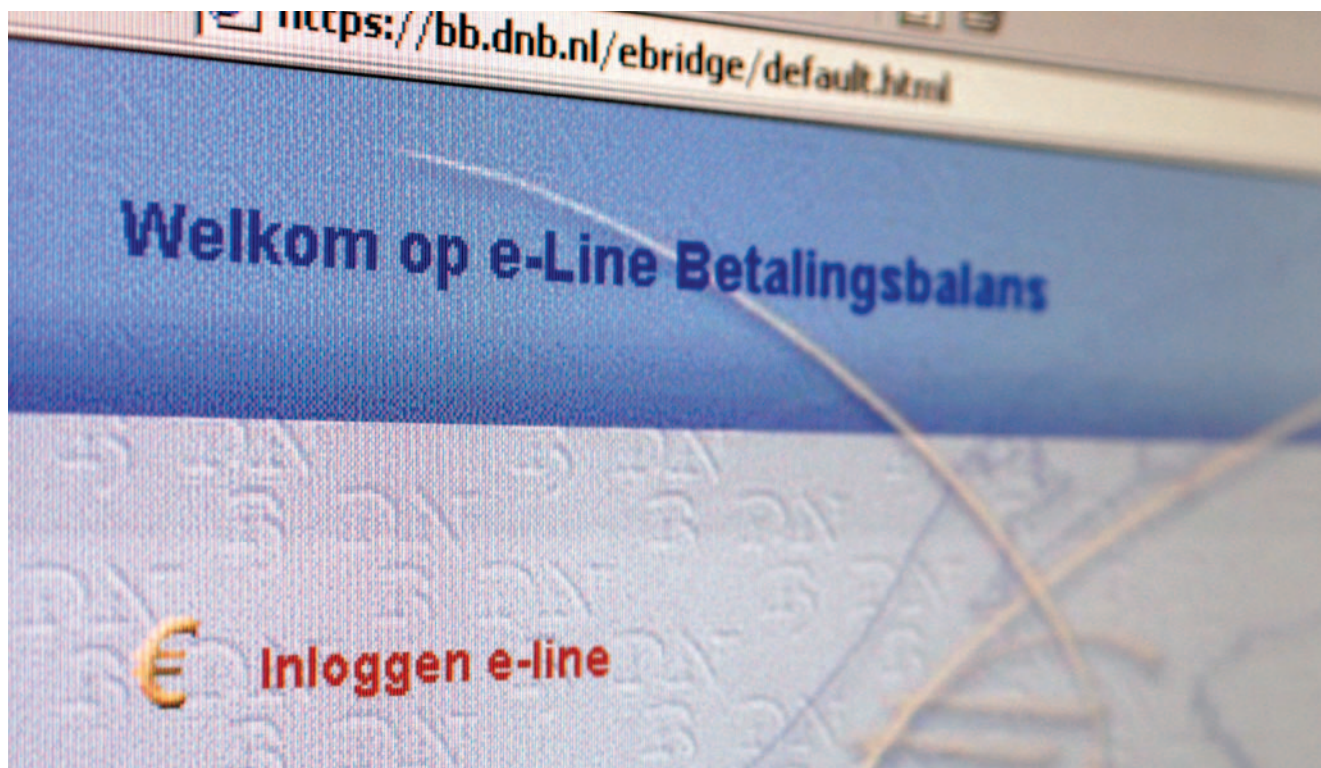 https://bb.dnb.nl/ebridge/default.html
Welkom op e-Line Betalingsbalans
€ Inloggen e-line